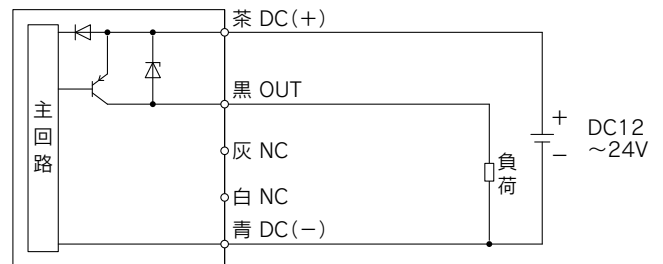 茶 DC(+)
主回路
黒 OUT
灰 NC
白 NC
青 DC(−)
負荷
+
−
DC12
～24V